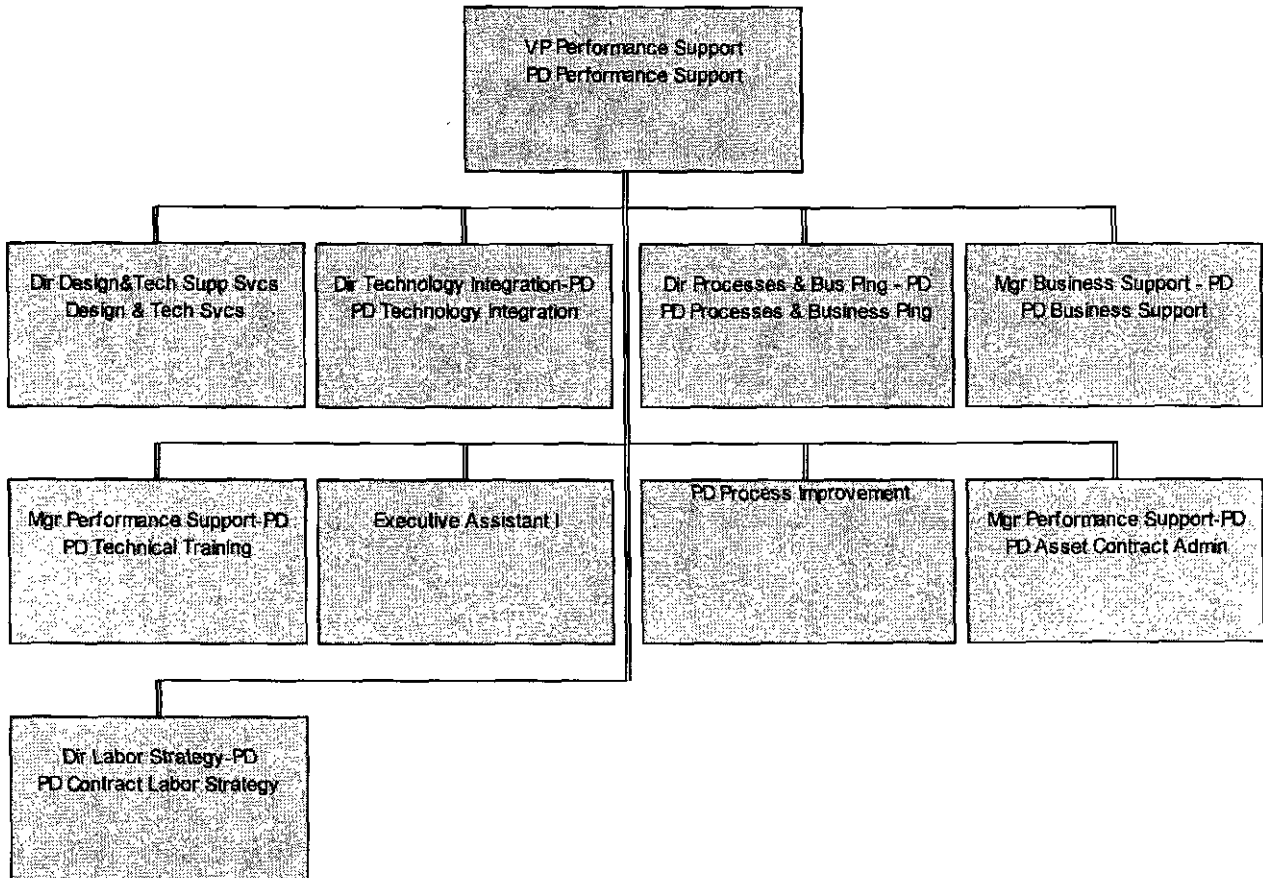 VP Performance Support
PD Performance Support
Dir Design&Tech Supp Svcs
Design & Tech Svcs
Dir Technology Integration-PD
PD Technology Integration
Dir Processes & Bus Plng - PD
PD Processes & Business Plng
Mgr Business Support - PD
PD Business Support
Mgr Performance Support-PD
PD Technical Training
Executive Assistant I
PD Process Improvement
Mgr Performance Support-PD
PD Asset Contract Admin
Dir Labor Strategy-PD
PD Contract Labor Strategy